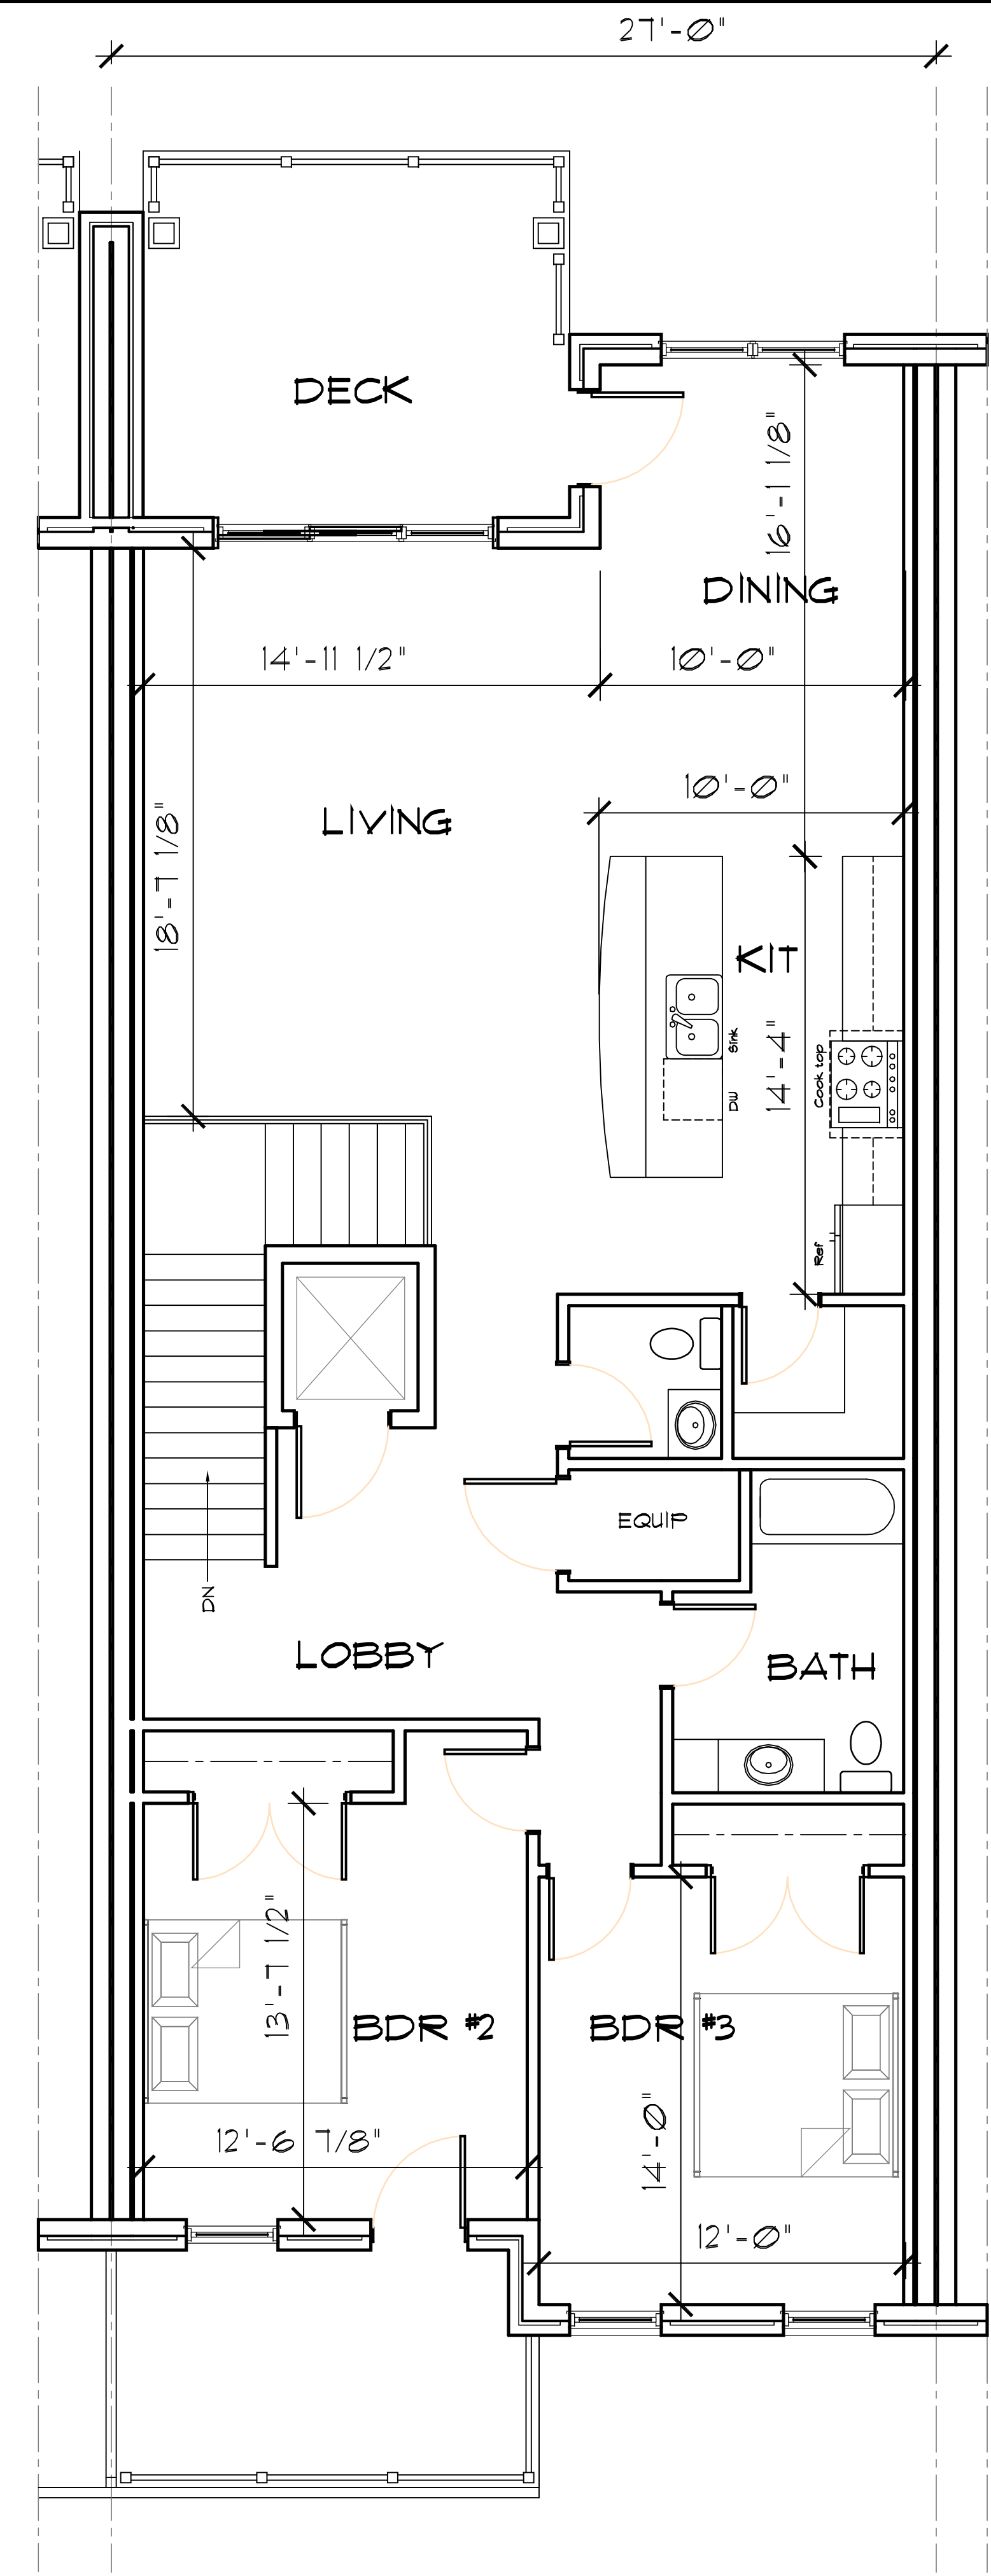 27'-0"
DECK
16'-1 1/8"
DINING
14'-11 1/2"
10'-0"
10'-0"
LIVING
18'-7 1/8"
KIT
Sink
14'-4"
Cook top
DW
Ref
EQUIP
DN
LOBBY
BATH
13'-7 1/2"
BDR #2
BDR #3
14'-0"
12'-6 7/8"
12'-0"